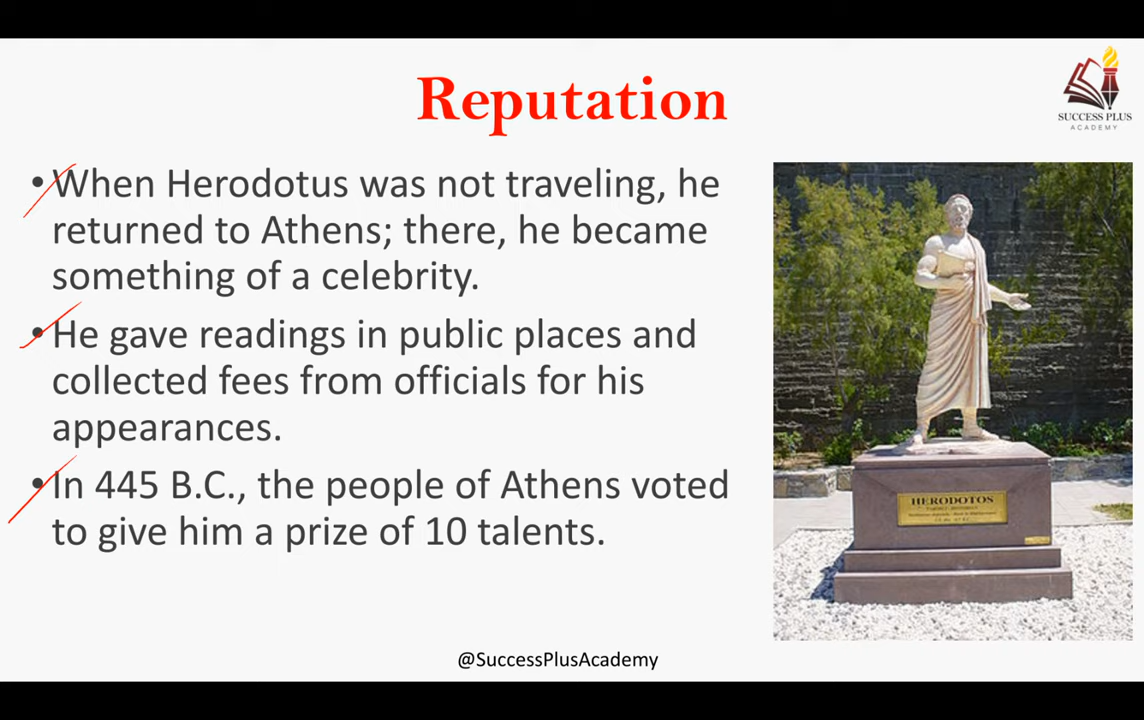 Reputation
SUCCESS PLUS
ACADEMY
• When Herodotus was not traveling, he
returned to Athens; there, he became
something of a celebrity.
• He gave readings in public places and
collected fees from officials for his
appearances.
• In 445 B.C., the people of Athens voted
to give him a prize of 10 talents.
HERODOTOS
@SuccessPlusAcademy